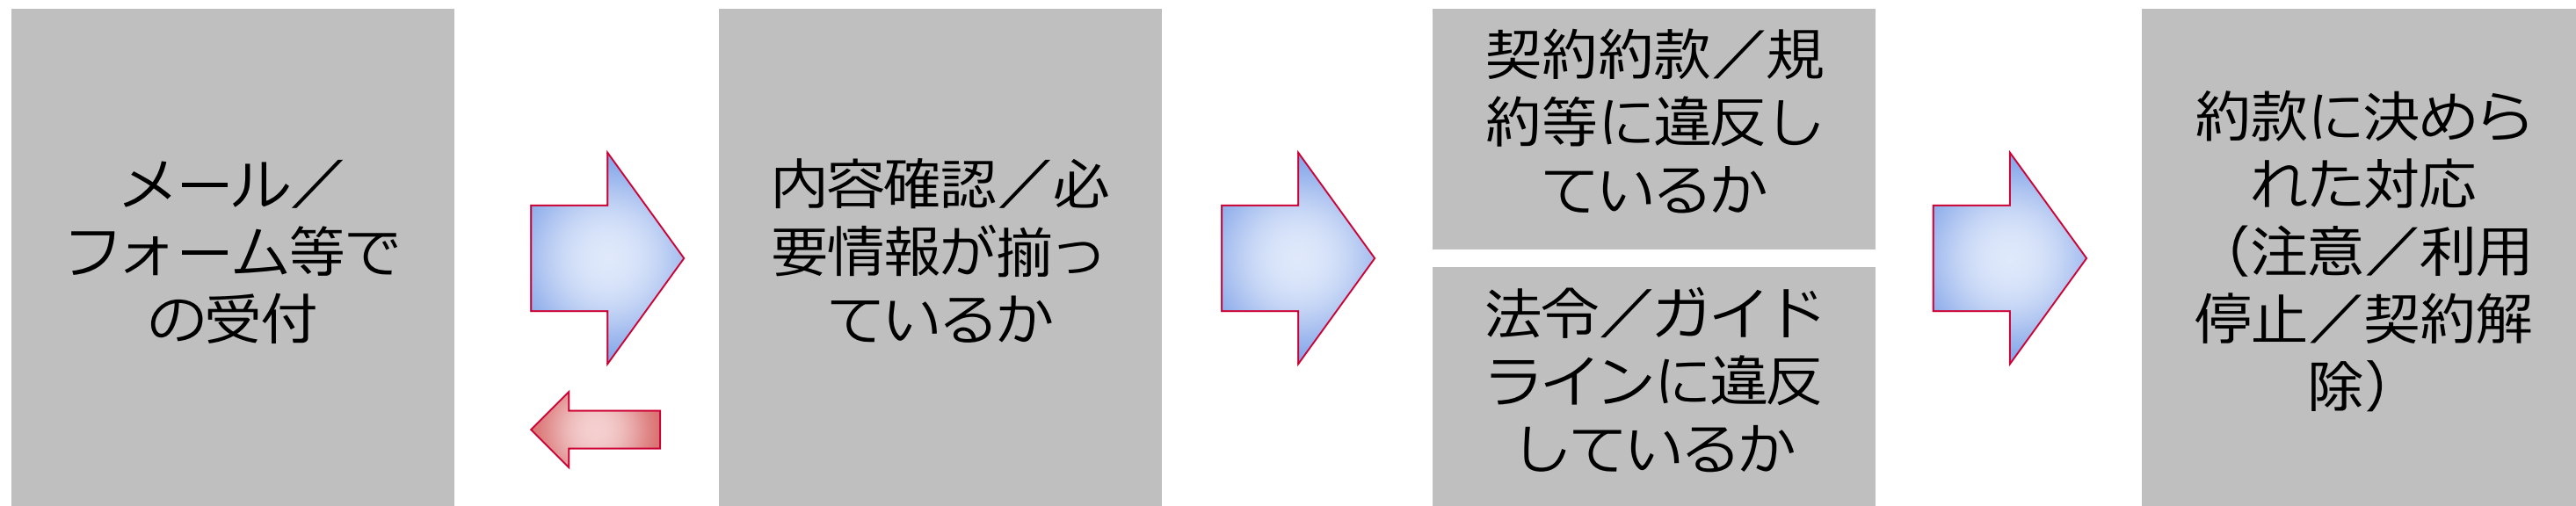 メール／
フォーム等で
の受付
内容確認／必
要情報が揃っ
ているか
契約約款／規
約等に違反し
ているか
法令／ガイド
ラインに違反
しているか
約款に決めら
れた対応
（注意／利用
停止／契約解
除）